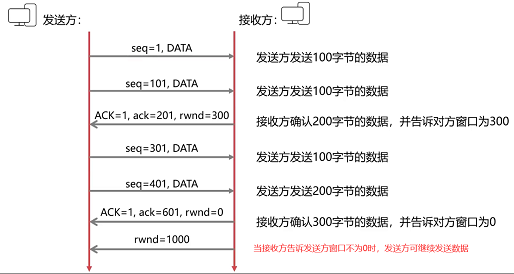 发送方：
接收方：
seq=1, DATA
发送方发送100字节的数据
seq=101, DATA
发送方发送100字节的数据
ACK=1, ack=201, rwnd=300
接收方确认200字节的数据，并告诉对方窗口为300
seq=301, DATA
发送方发送100字节的数据
seq=401, DATA
发送方发送200字节的数据
ACK=1, ack=601, rwnd=0
接收方确认300字节的数据，并告诉对方窗口为0
rwnd=1000
当接收方告诉发送方窗口不为0时，发送方可继续发送数据